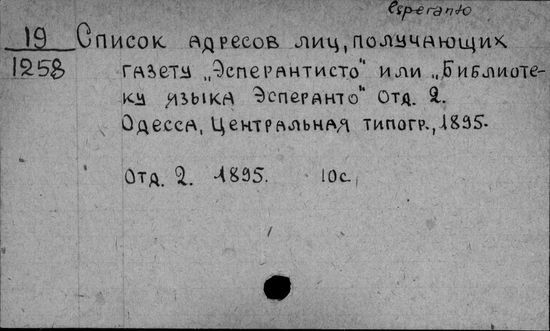 esperanto
19 Список адресов лиц, получающих
1258 газету „Эсперантисто" или „Библиоте-
ку языка Эсперанто" Отд. 2.
Одесса, Центральная типогр., 1895.
Отд. 2. 1895. 10с.